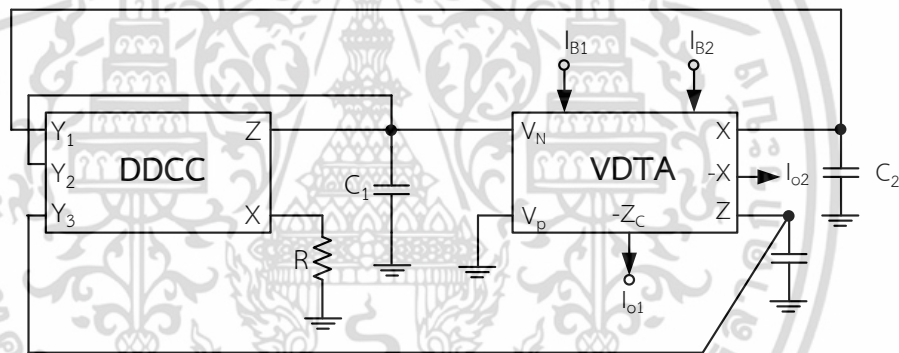 I_B1 I_B2
Y_1 Z V_N X
Y_2 DDCC C_1 VDTA -X I_o2 C_2
Y_3 X V_p -Z_C Z
R
I_o1